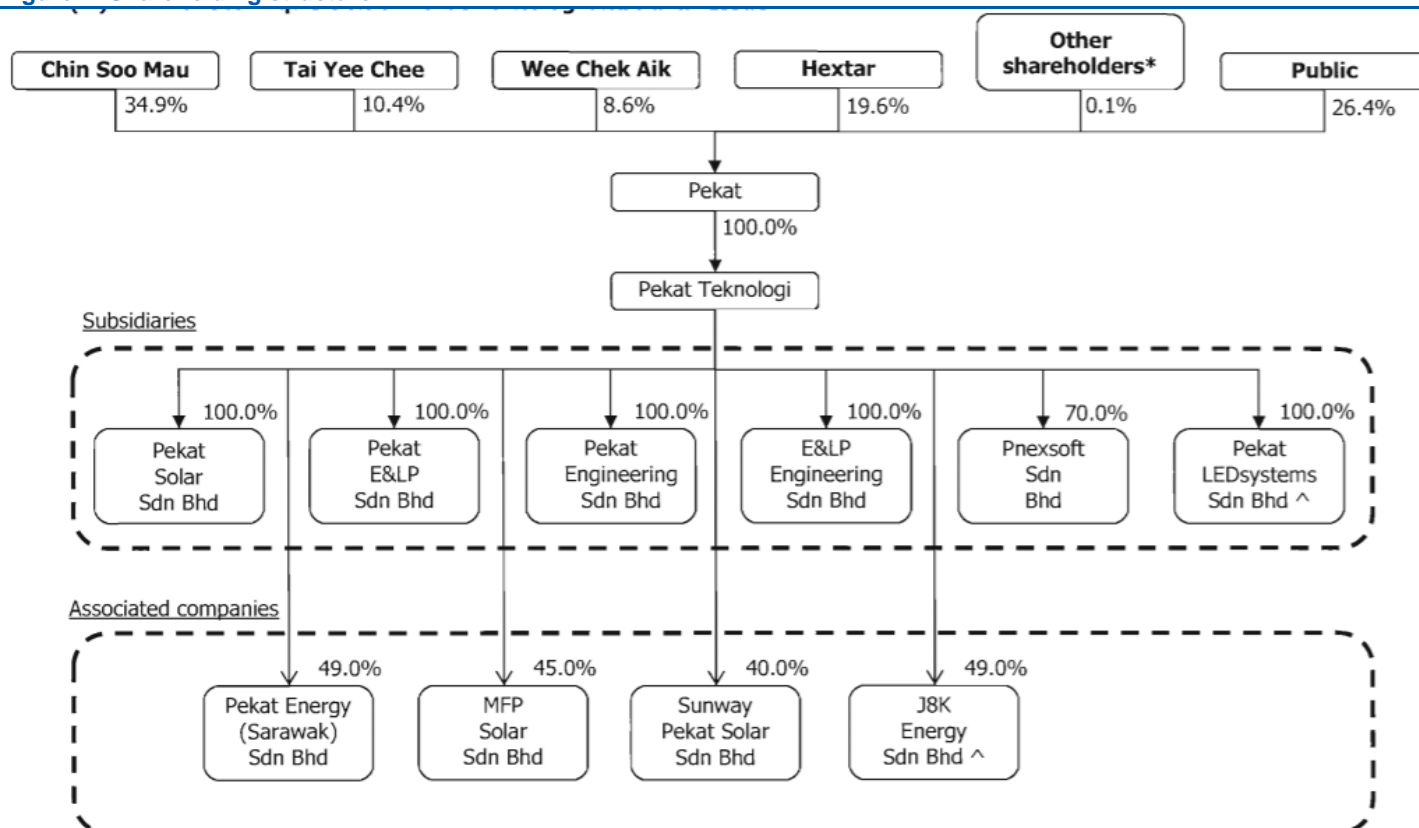 Other
shareholders*
Chin Soo Mau
Tai Yee Chee
Wee Chek Aik
Hextar
Public
34.9%
10.4%
8.6%
19.6%
0.1%
26.4%
Pekat
100.0%
Pekat Teknologi
Subsidiaries
100.0%
100.0%
100.0%
100.0%
70.0%
100.0%
Pekat
Solar
Sdn Bhd
Pekat
E&LP
Sdn Bhd
Pekat
Engineering
Sdn Bhd
E&LP
Engineering
Sdn Bhd
Pnexsoft
Sdn
Bhd
Pekat
LEDsystems
Sdn Bhd ^
Associated companies
49.0%
45.0%
40.0%
49.0%
Pekat Energy
(Sarawak)
Sdn Bhd
MFP
Solar
Sdn Bhd
Sunway
Pekat Solar
Sdn Bhd
J8K
Energy
Sdn Bhd ^